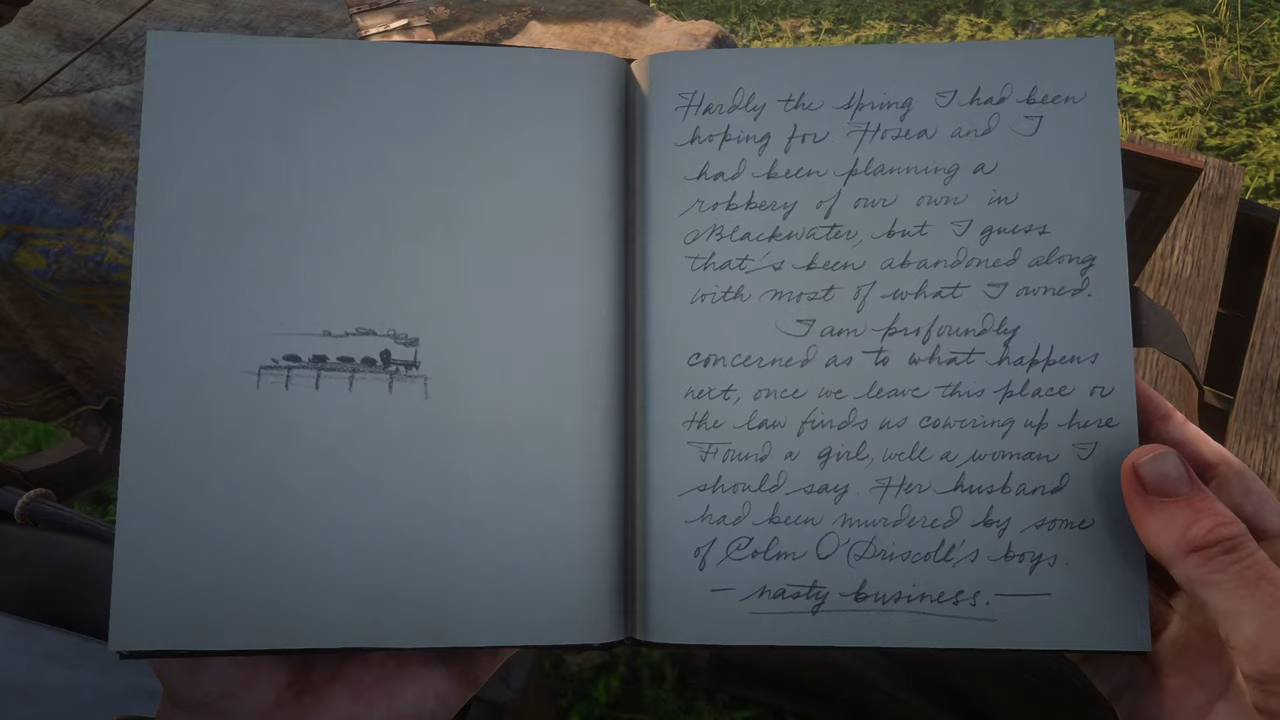 Hardly the spring I had been
hoping for Hosea and I
had been planning a
robbery of our own in
Blackwater, but I guess
that's been abandoned along
with most of what I owned.
I am profoundly
concerned as to what happens
next, once we leave this place or
the law finds us cowering up here
Found a girl, well a woman I
should say. Her husband
had been murdered by some
of Colm O'Driscoll's boys.
— nasty business. —